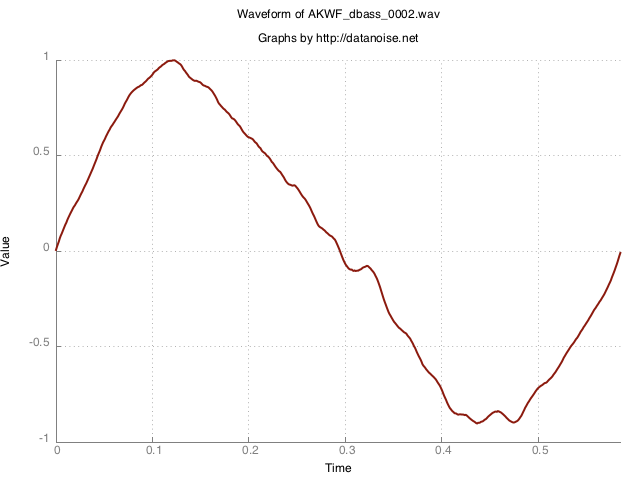 Waveform of AKWF_dbass_0002.wav
Graphs by http://datanoise.net
1
0.5
0
-0.5
-1
Value
0 0.1 0.2 0.3 0.4 0.5
Time